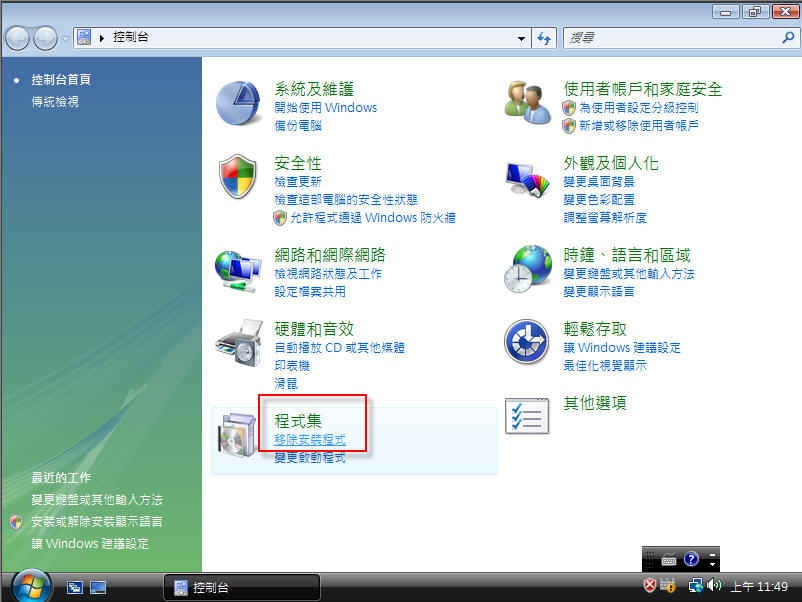 控制台
搜尋
控制台首頁
傳統檢視
系統及維護
開始使用 Windows
備份電腦
安全性
檢查更新
檢查這部電腦的安全性狀態
允許程式通過 Windows 防火牆
網路和網際網路
檢視網路狀態及工作
設定檔案共用
硬體和音效
自動播放 CD 或其他媒體
印表機
滑鼠
程式集
移除安裝程式
變更啟動程式
使用者帳戶和家庭安全
為使用者設定分級控制
新增或移除使用者帳戶
外觀及個人化
變更桌面背景
變更色彩配置
調整螢幕解析度
時鐘、語言和區域
變更鍵盤或其他輸入方法
變更顯示語言
輕鬆存取
讓 Windows 建議設定
最佳化視覺顯示
其他選項
最近的工作
變更鍵盤或其他輸入方法
安裝或解除安裝顯示語言
讓 Windows 建議設定
控制台
上午 11:49